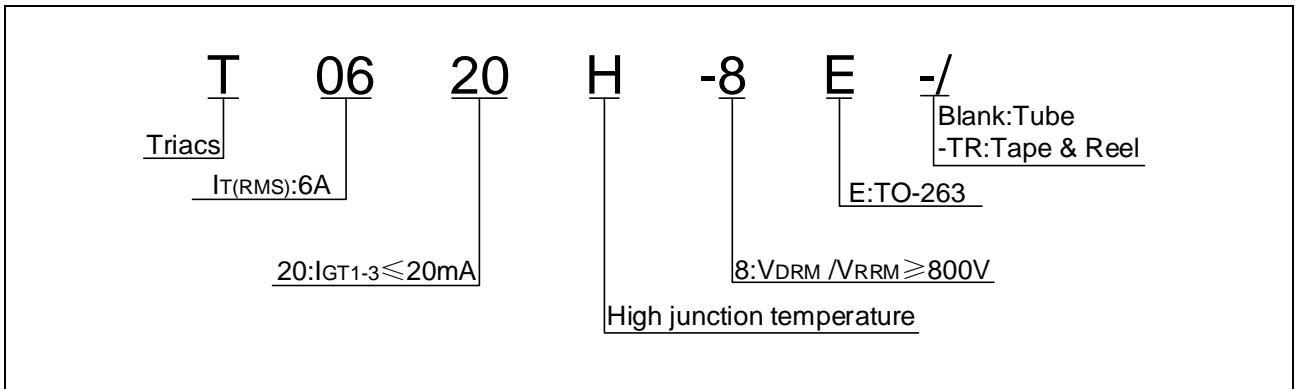 T 06 20 H -8 E -/
Blank:Tube
Triacs
-TR:Tape & Reel
IT(RMS):6A
E:TO-263
20:IGT1-3≤20mA
8:VDRM /VRRM≥800V
High junction temperature